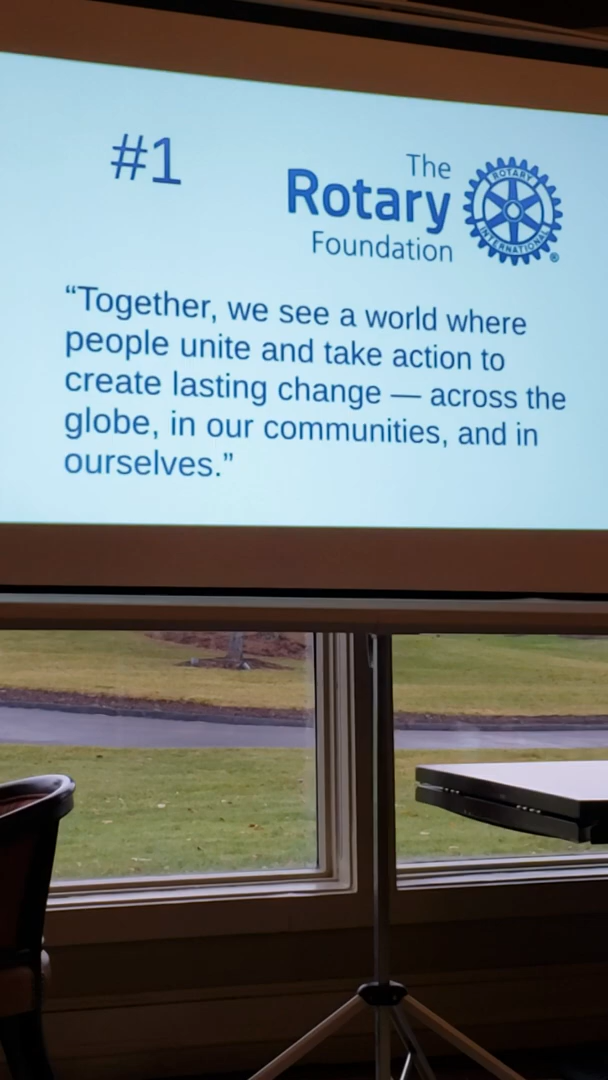 #1
The
Rotary
Foundation
ROTARY
INTERNATIONAL
®
“Together, we see a world where
people unite and take action to
create lasting change — across the
globe, in our communities, and in
ourselves.”